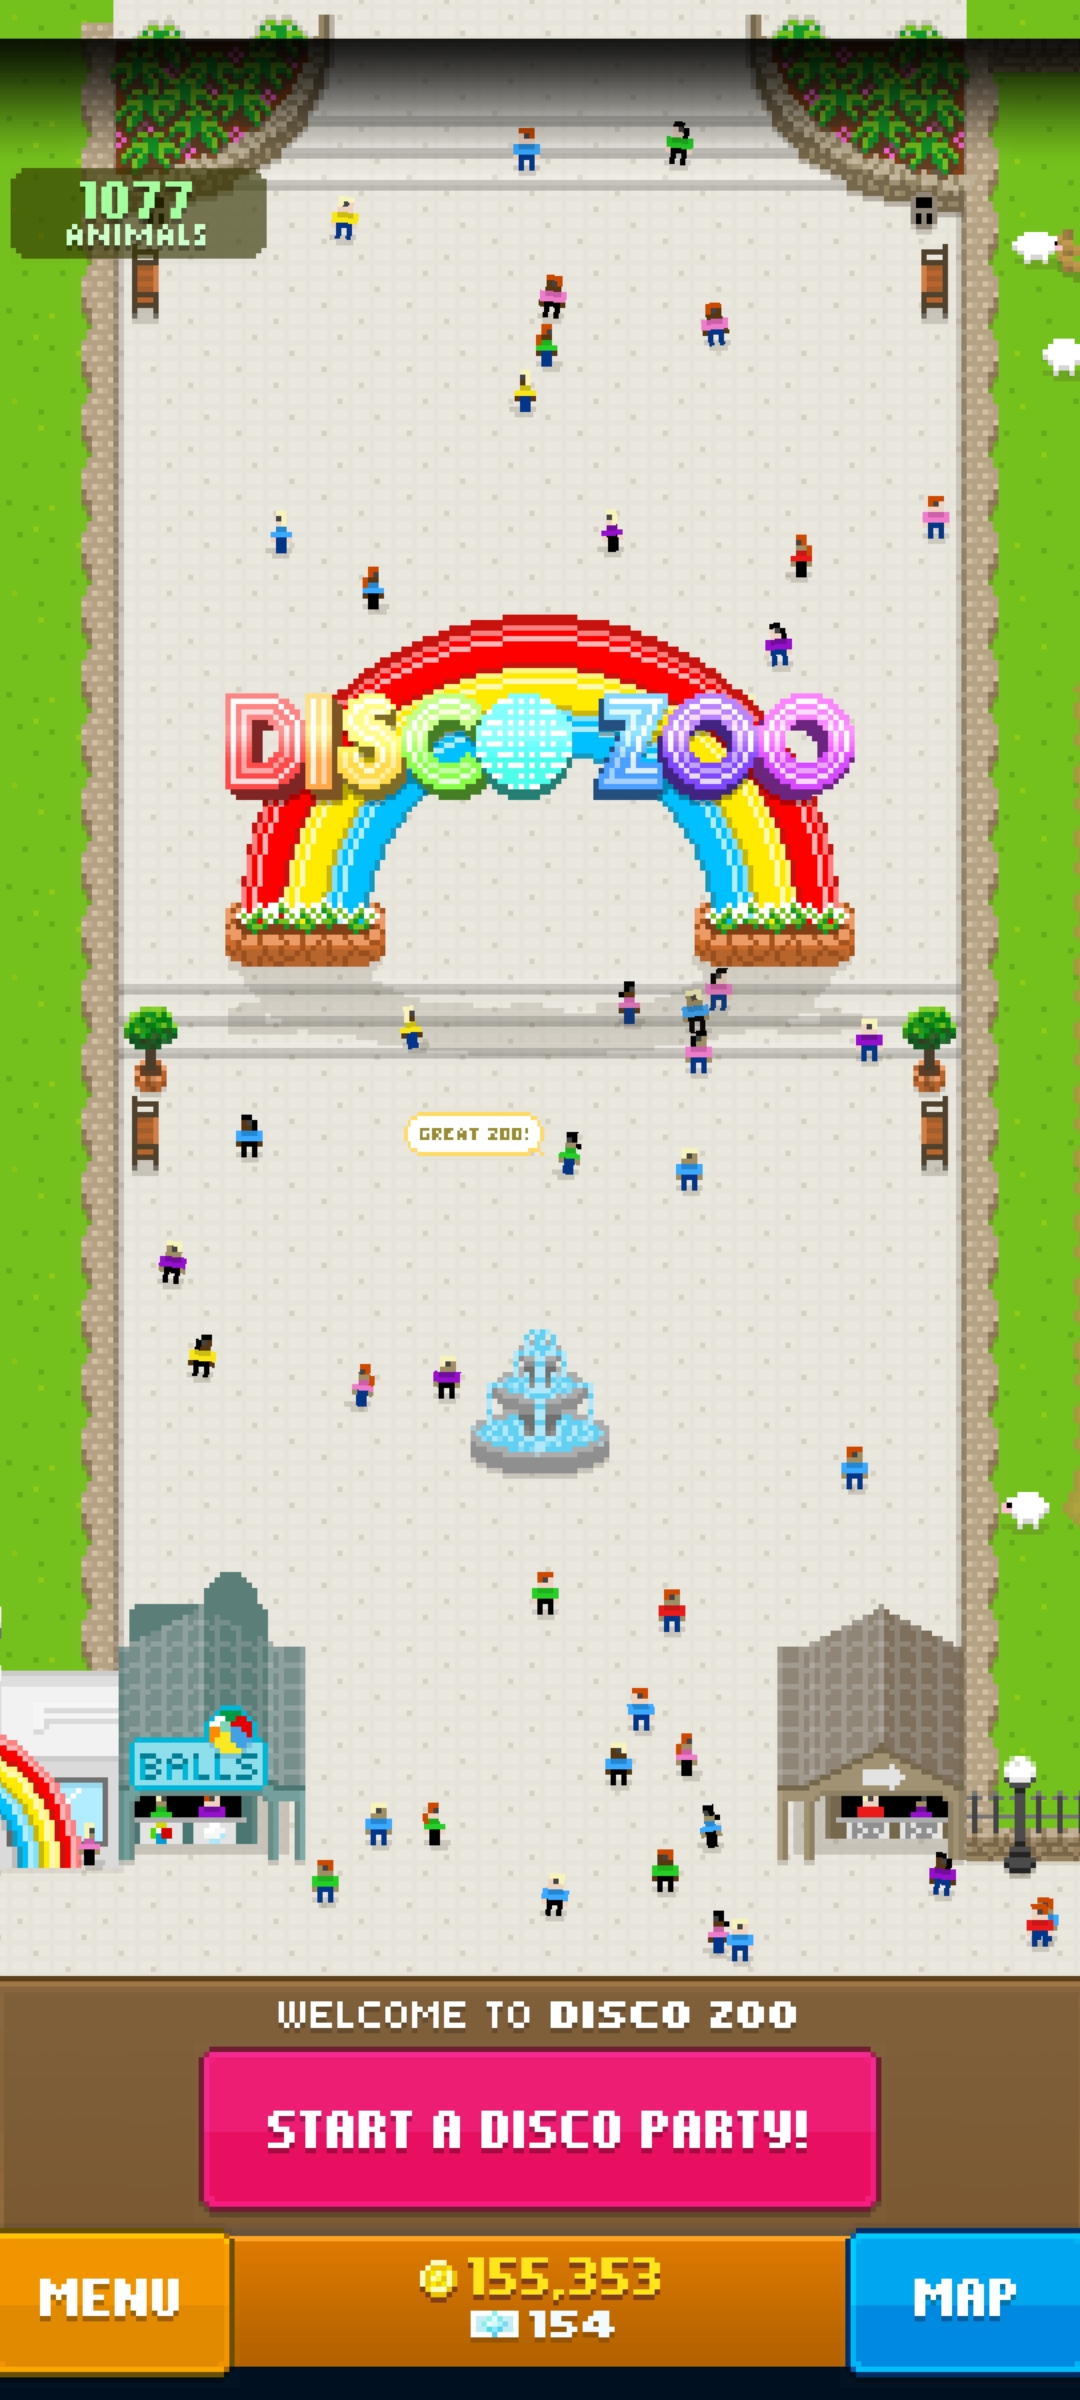 1077
ANIMALS
DISCO ZOO
GREAT ZOO!
BALLS
WELCOME TO DISCO ZOO
START A DISCO PARTY!
MENU
155,353
154
MAP